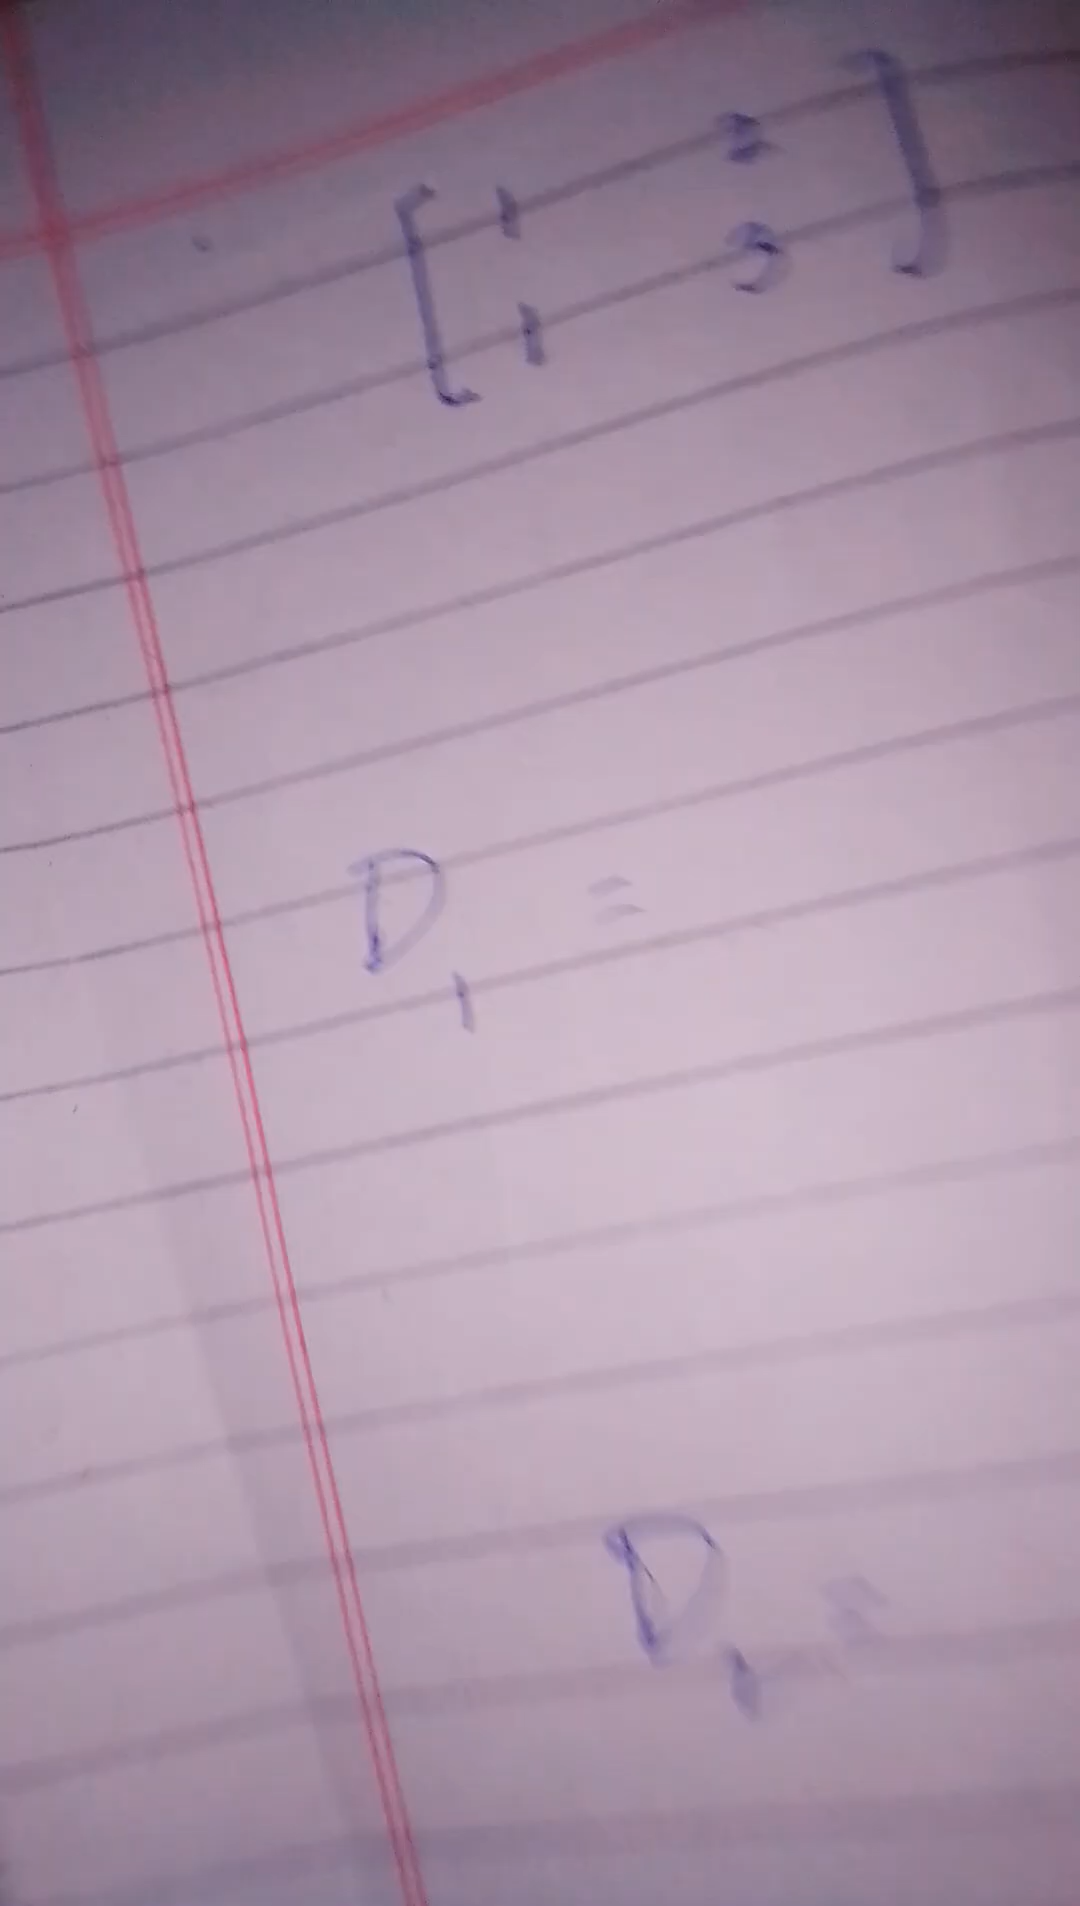 [ 1 2
1 3 ]
D1 =
D1 =